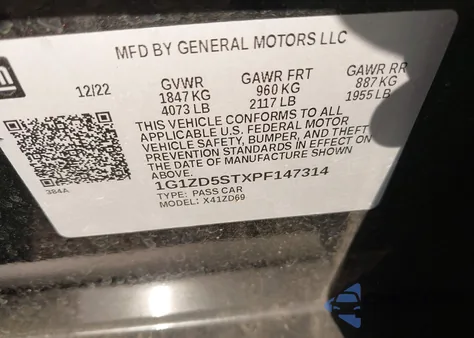 MFD BY GENERAL MOTORS LLC
gm
12/22 GVWR GAWR FRT GAWR RR
1847 KG 960 KG 887 KG
4073 LB 2117 LB 1955 LB
THIS VEHICLE CONFORMS TO ALL
APPLICABLE U.S. FEDERAL MOTOR
VEHICLE SAFETY, BUMPER, AND THEFT
PREVENTION STANDARDS IN EFFECT ON
THE DATE OF MANUFACTURE SHOWN
ABOVE.
384A
1G1ZD5STXPF147314
TYPE: PASS CAR
MODEL: X41ZD69